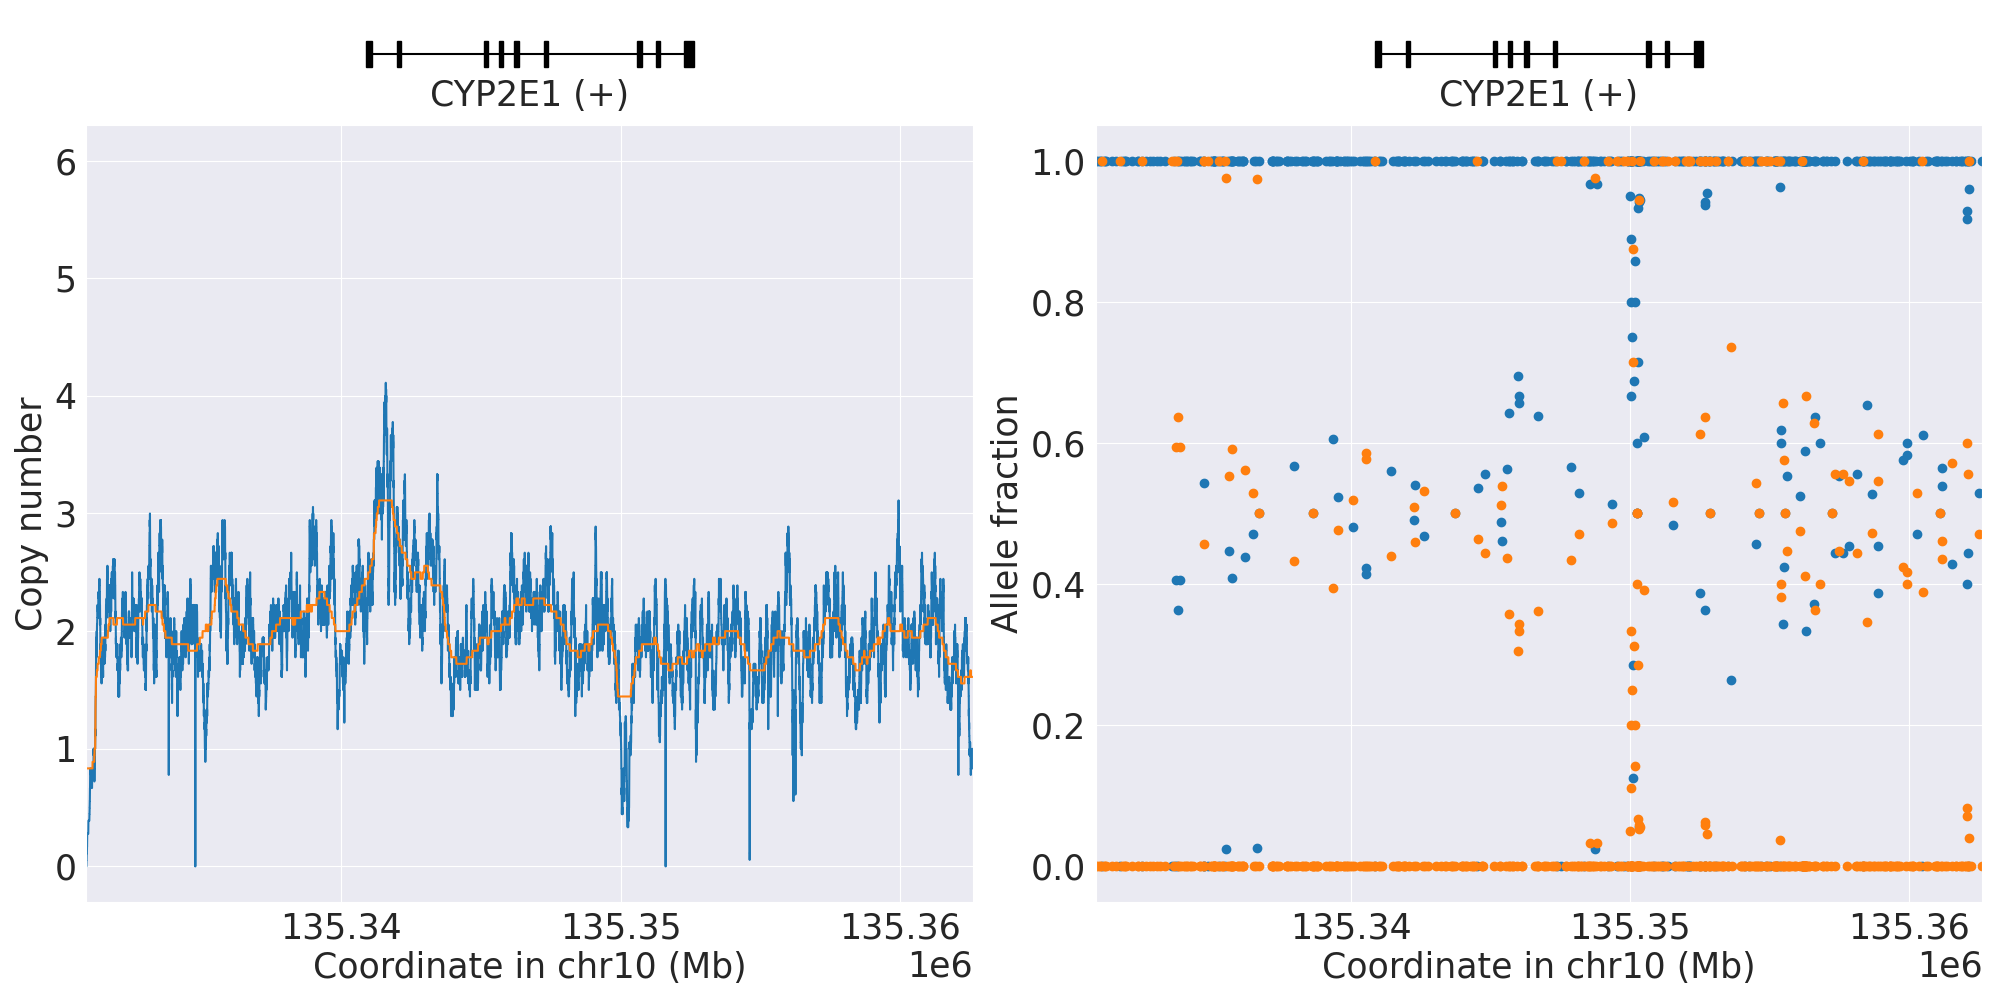 CYP2E1 (+)
6
5
4
3
2
1
0
Copy number
135.34 135.35 135.36
Coordinate in chr10 (Mb)
1e6
CYP2E1 (+)
1.0
0.8
0.6
0.4
0.2
0.0
Allele fraction
135.34 135.35 135.36
Coordinate in chr10 (Mb)
1e6